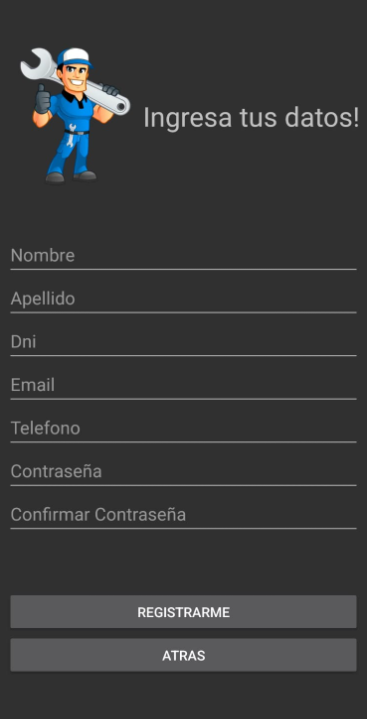 Ingresa tus datos!
Nombre
Apellido
Dni
Email
Telefono
Contraseña
Confirmar Contraseña
REGISTRARME
ATRAS